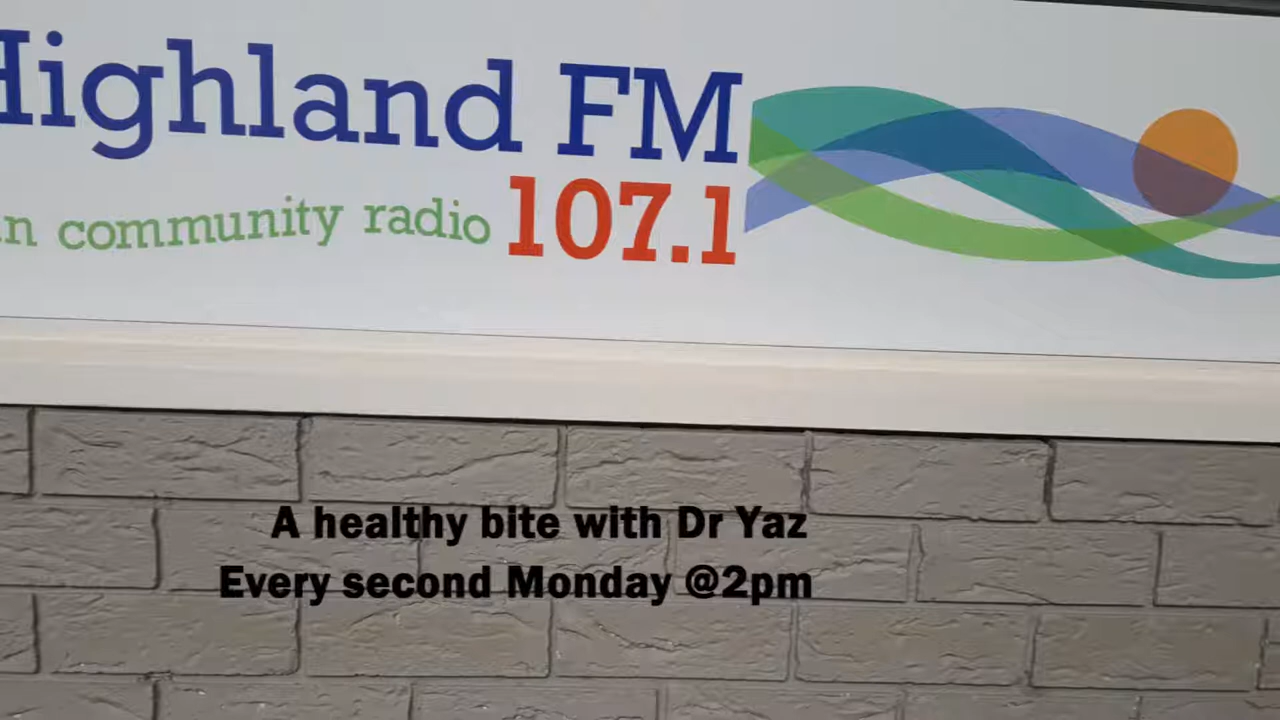 Highland FM
community radio 107.1
A healthy bite with Dr Yaz
Every second Monday @2pm